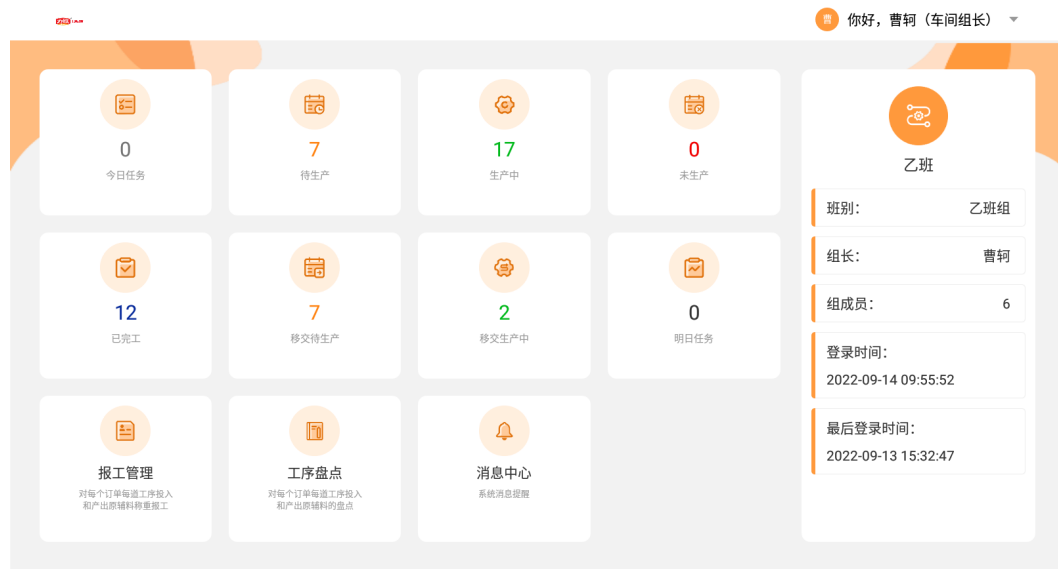 曹 你好，曹轲（车间组长）
0
今日任务
7
待生产
17
生产中
0
未生产
12
已完工
7
移交待生产
2
移交生产中
0
明日任务
报工管理
对每个订单每道工序投入
和产出原辅料称重报工
工序盘点
对每个订单每道工序投入
和产出原辅料的盘点
消息中心
系统消息提醒
乙班
班别： 乙班组
组长： 曹轲
组成员： 6
登录时间：
2022-09-14 09:55:52
最后登录时间：
2022-09-13 15:32:47